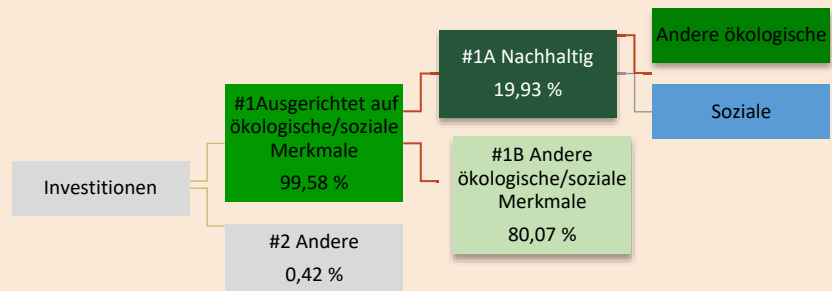 Investitionen
#1Ausgerichtet auf
ökologische/soziale
Merkmale
99,58 %
#2 Andere
0,42 %
#1A Nachhaltig
19,93 %
#1B Andere
ökologische/soziale
Merkmale
80,07 %
Andere ökologische
Soziale